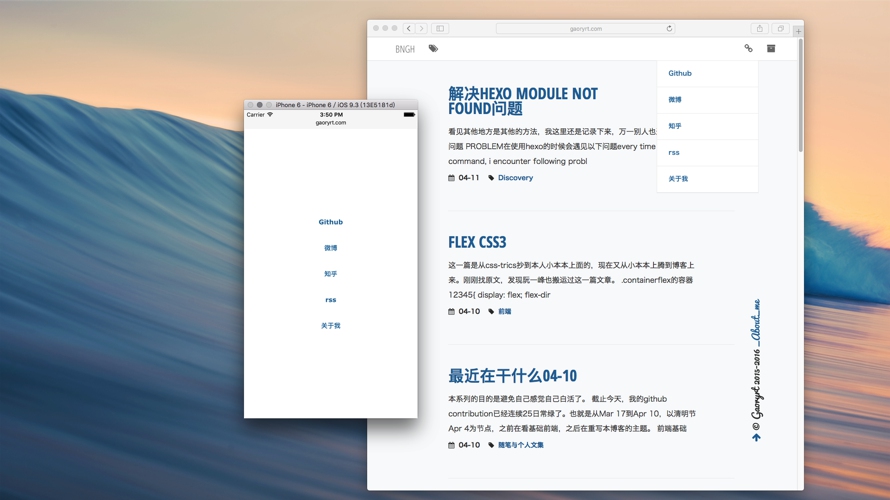 gaoryrt.com
BNGH
Github
微博
知乎
rss
关于我
解决HEXO MODULE NOT
FOUND问题
看见其他地方是其他的方法，我这里还是记录下来，万一别人也
问题 PROBLEM在使用hexo的时候会遇见以下问题every time
command, i encounter following probl
04-11 Discovery
FLEX CSS3
这一篇是从css-trics抄到本人小本本上面的，现在又从小本本上腾到博客上
来。刚刚找原文，发现阮一峰也搬运过这一篇文章。 .containerflex的容器
12345{ display: flex; flex-dir
04-10 前端
最近在干什么04-10
本系列的目的是避免自己感觉自己白活了。 截止今天，我的github
contribution已经连续25日常绿了。也就是从Mar 17到Apr 10，以清明节
Apr 4为节点，之前在看基础前端，之后在重写本博客的主题。 前端基础
04-10 随笔与个人文集
© Gaoryrt 2015-2016 _About_me
iPhone 6 - iPhone 6 / iOS 9.3 (13E5181d)
Carrier 3:50 PM
gaoryrt.com
Github
微博
知乎
rss
关于我